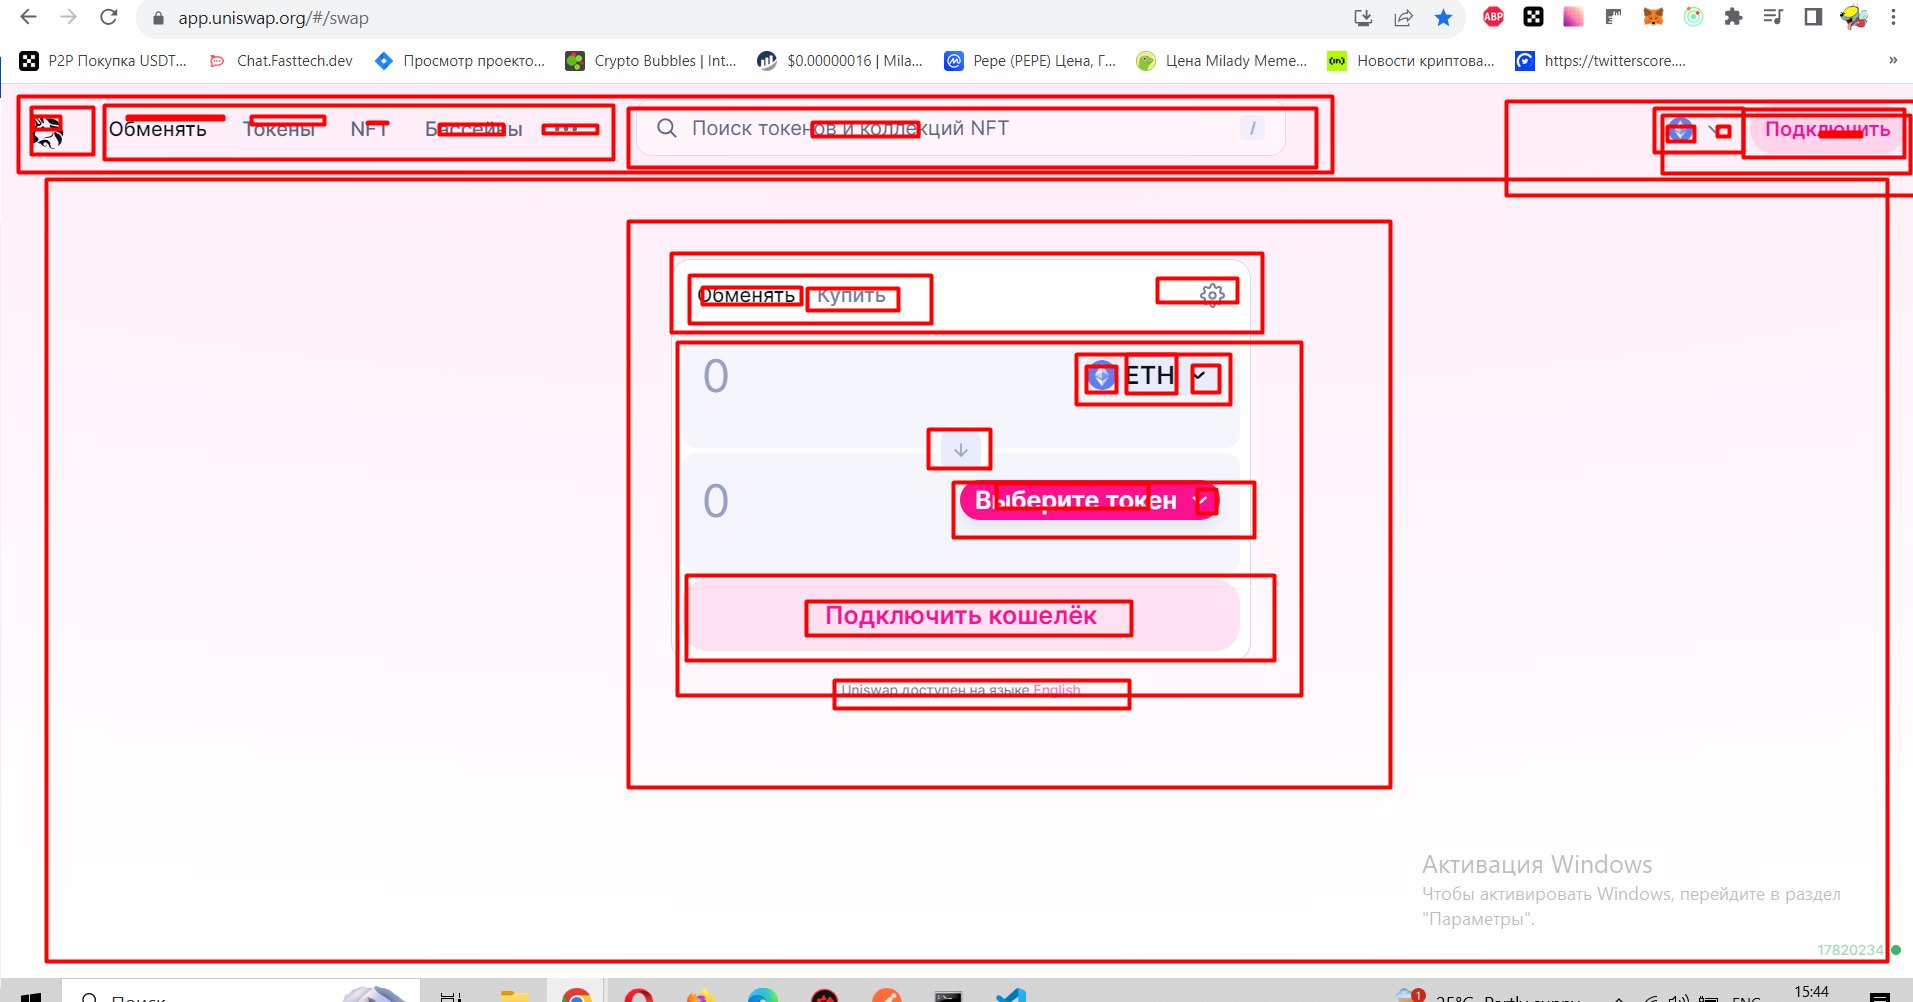 app.uniswap.org/#/swap
ABP
P2P Покупка USDT...
Chat.Fasttech.dev
Просмотр проекто...
Crypto Bubbles | Int...
$0.00000016 | Mila...
Pepe (PEPE) Цена, Г...
Цена Milady Meme...
Новости криптова...
https://twitterscore....
»
Обменять
Токены
NFT
Бассейны
Поиск токенов и коллекций NFT
/
Подключить
Обменять
Купить
0
ETH
0
Выберите токен
Подключить кошелёк
Uniswap доступен на языке English
Активация Windows
Чтобы активировать Windows, перейдите в раздел
"Параметры".
17820234
Поиск
1
25°C Partly sunny
ENG
15:44